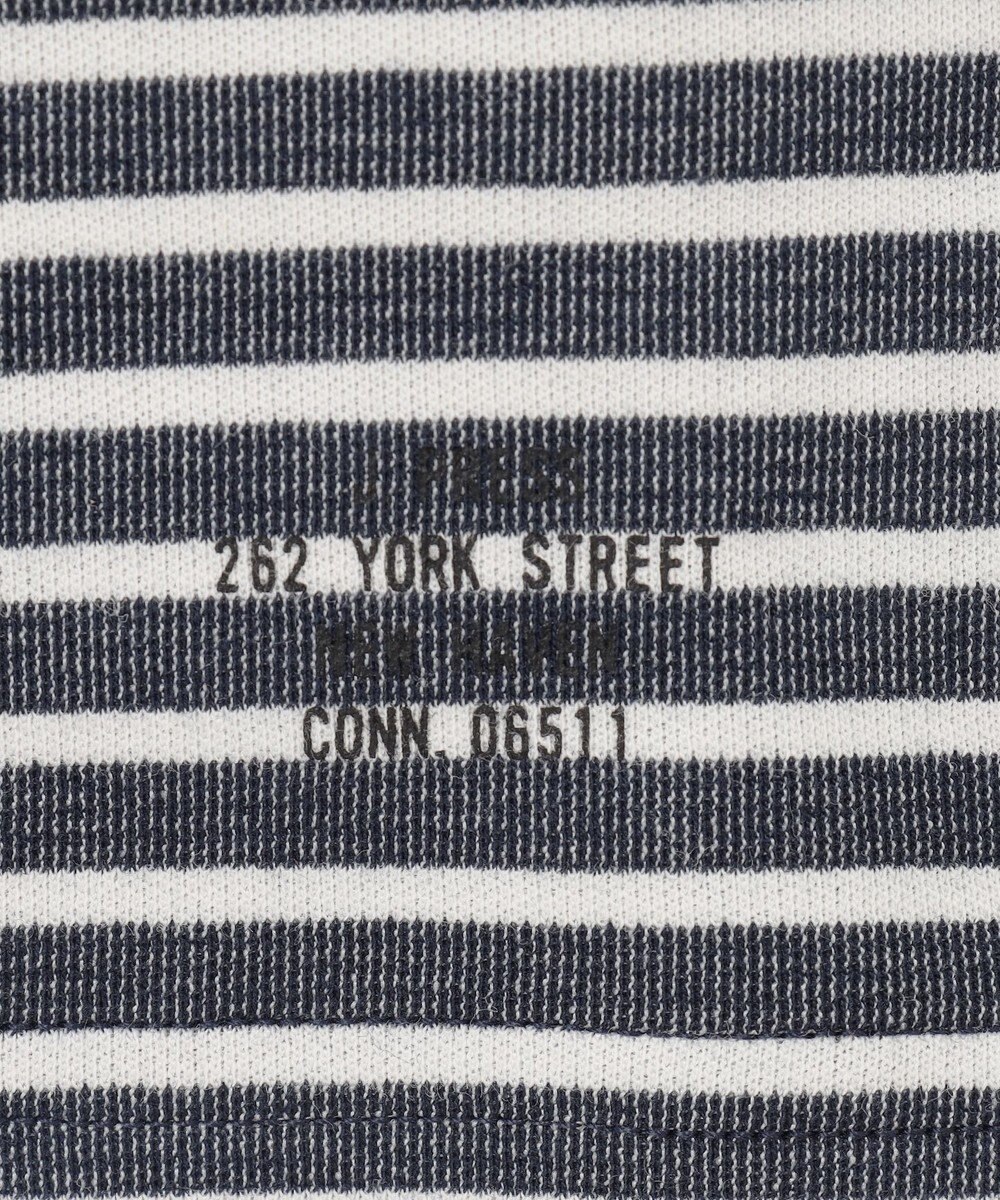 J PRESS
262 YORK STREET
NEW HAVEN
CONN. 06511